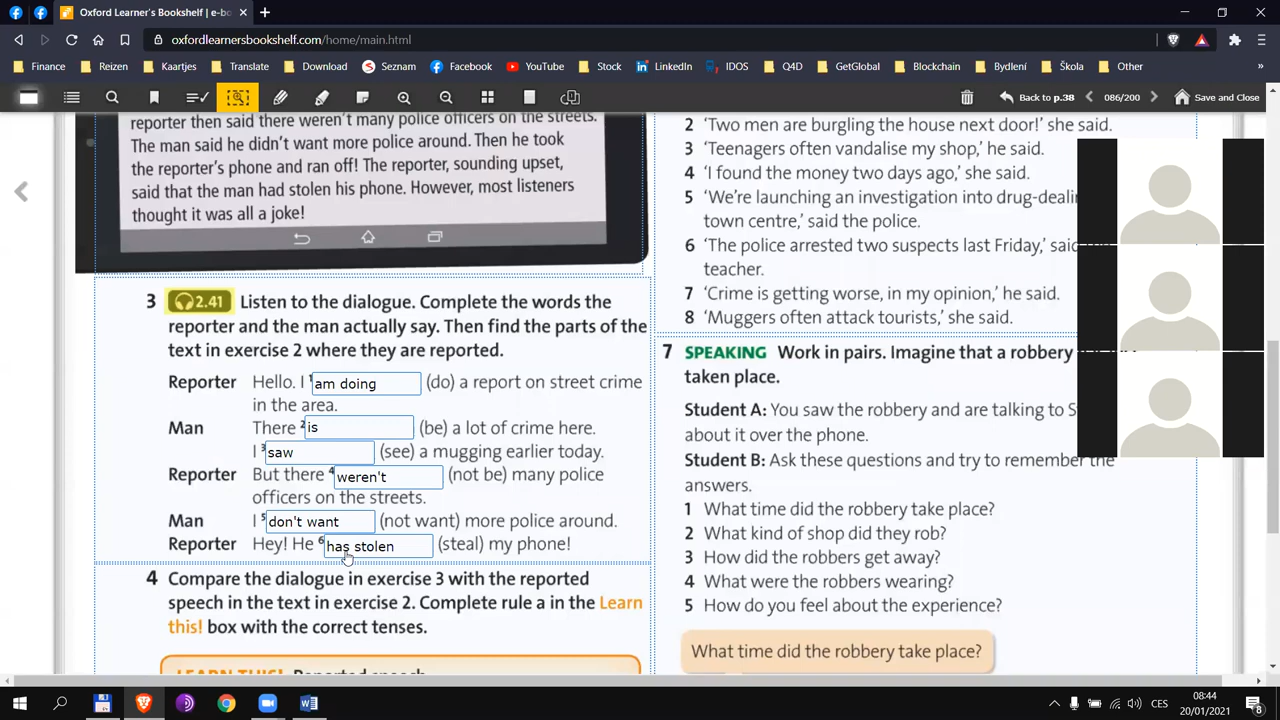 Oxford Learner's Bookshelf | e-bo
oxfordlearnersbookshelf.com/home/main.html
Finance Reizen Kaartjes Translate Download Seznam Facebook YouTube Stock LinkedIn IDOS Q4D GetGlobal Blockchain Bydlení Škola Other »
Back to p.38 086/200 Save and Close
reporter then said there weren't many police officers on the streets.
The man said he didn't want more police around. Then he took
the reporter's phone and ran off! The reporter, sounding upset,
said that the man had stolen his phone. However, most listeners
thought it was all a joke!
3 2.41 Listen to the dialogue. Complete the words the
reporter and the man actually say. Then find the parts of the
text in exercise 2 where they are reported.
Reporter Hello. I 1 am doing (do) a report on street crime
in the area.
Man There 2 is (be) a lot of crime here.
I 3 saw (see) a mugging earlier today.
Reporter But there 4 weren't (not be) many police
officers on the streets.
Man I 5 don't want (not want) more police around.
Reporter Hey! He 6 has stolen (steal) my phone!
4 Compare the dialogue in exercise 3 with the reported
speech in the text in exercise 2. Complete rule a in the Learn
this! box with the correct tenses.
LEARN THIS! Reported speech
2 'Two men are burgling the house next door!' she said.
3 'Teenagers often vandalise my shop,' he said.
4 'I found the money two days ago,' she said.
5 'We're launching an investigation into drug-dealin
town centre,' said the police.
6 'The police arrested two suspects last Friday,' said
teacher.
7 'Crime is getting worse, in my opinion,' he said.
8 'Muggers often attack tourists,' she said.
7 SPEAKING Work in pairs. Imagine that a robbery
taken place.
Student A: You saw the robbery and are talking to S
about it over the phone.
Student B: Ask these questions and try to remember the
answers.
1 What time did the robbery take place?
2 What kind of shop did they rob?
3 How did the robbers get away?
4 What were the robbers wearing?
5 How do you feel about the experience?
What time did the robbery take place?
CES
08:44
20/01/2021
8